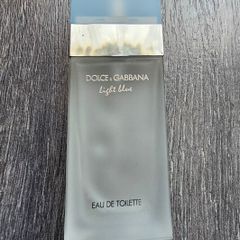 DOLCE & GABBANA
light blue
EAU DE TOILETTE